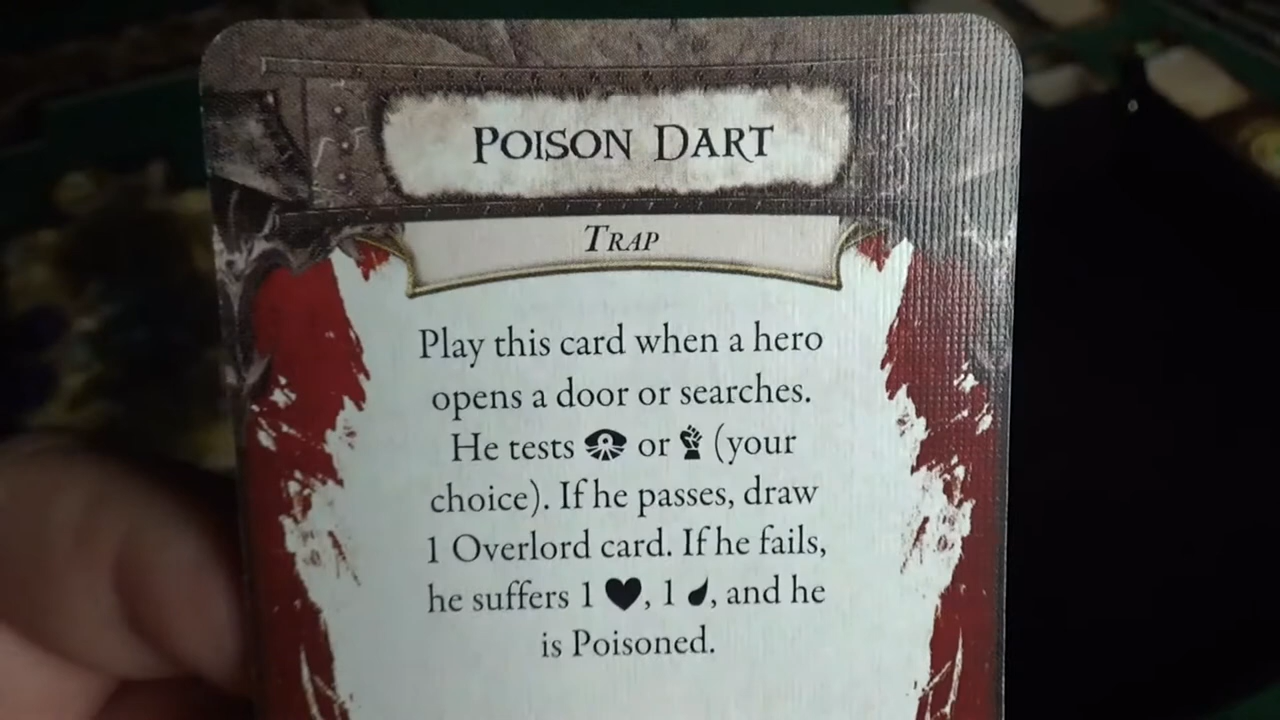 POISON DART
TRAP
Play this card when a hero
opens a door or searches.
He tests or (your
choice). If he passes, draw
1 Overlord card. If he fails,
he suffers 1 , 1 , and he
is Poisoned.